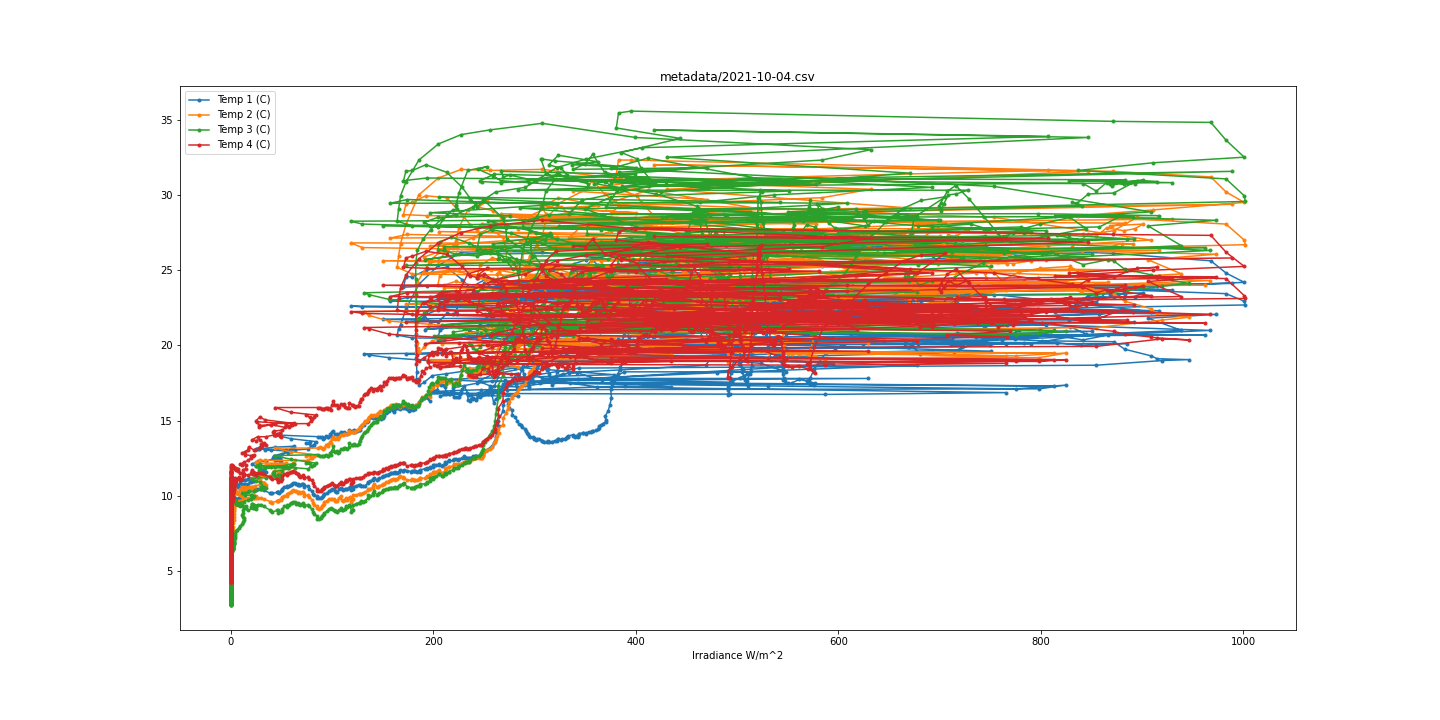 metadata/2021-10-04.csv
Temp 1 (C)
Temp 2 (C)
Temp 3 (C)
Temp 4 (C)
35
30
25
20
15
10
5
0 200 400 600 800 1000
Irradiance W/m^2